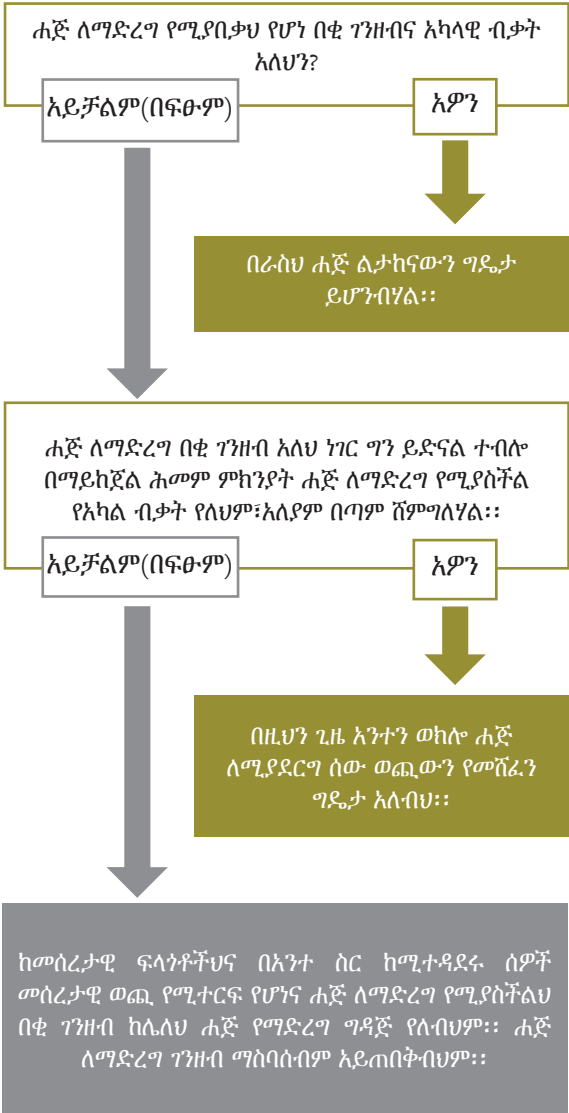 ሐጅ ለማድረግ የሚያበቃህ የሆነ በቂ ገንዘብና አካላዊ ብቃት
አለህን?
አይቻልም(በፍፁም)
አዎን
በራስህ ሐጅ ልታከናውን ግዴታ
ይሆንብሃል፡፡
ሐጅ ለማድረግ በቂ ገንዘብ አለህ ነገር ግን ይድናል ተብሎ
በማይከጀል ሕመም ምክንያት ሐጅ ለማድረግ የሚያስችል
የአካል ብቃት የለህም፣አለያም በጣም ሸምግለሃል፡፡
አይቻልም(በፍፁም)
አዎን
በዚህን ጊዜ አንተን ወክሎ ሐጅ
ለሚያደርግ ሰው ወጪውን የመሸፈን
ግዴታ አለብህ፡፡
ከመሰረታዊ ፍላጎቶችህና በአንተ ስር ከሚተዳደሩ ሰዎች
መሰረታዊ ወጪ የሚተርፍ የሆነና ሐጅ ለማድረግ የሚያስችልህ
በቂ ገንዘብ ከሌለህ ሐጅ የማድረግ ግዳጅ የለብህም፡፡ ሐጅ
ለማድረግ ገንዘብ ማስባሰብም አይጠበቅብህም፡፡